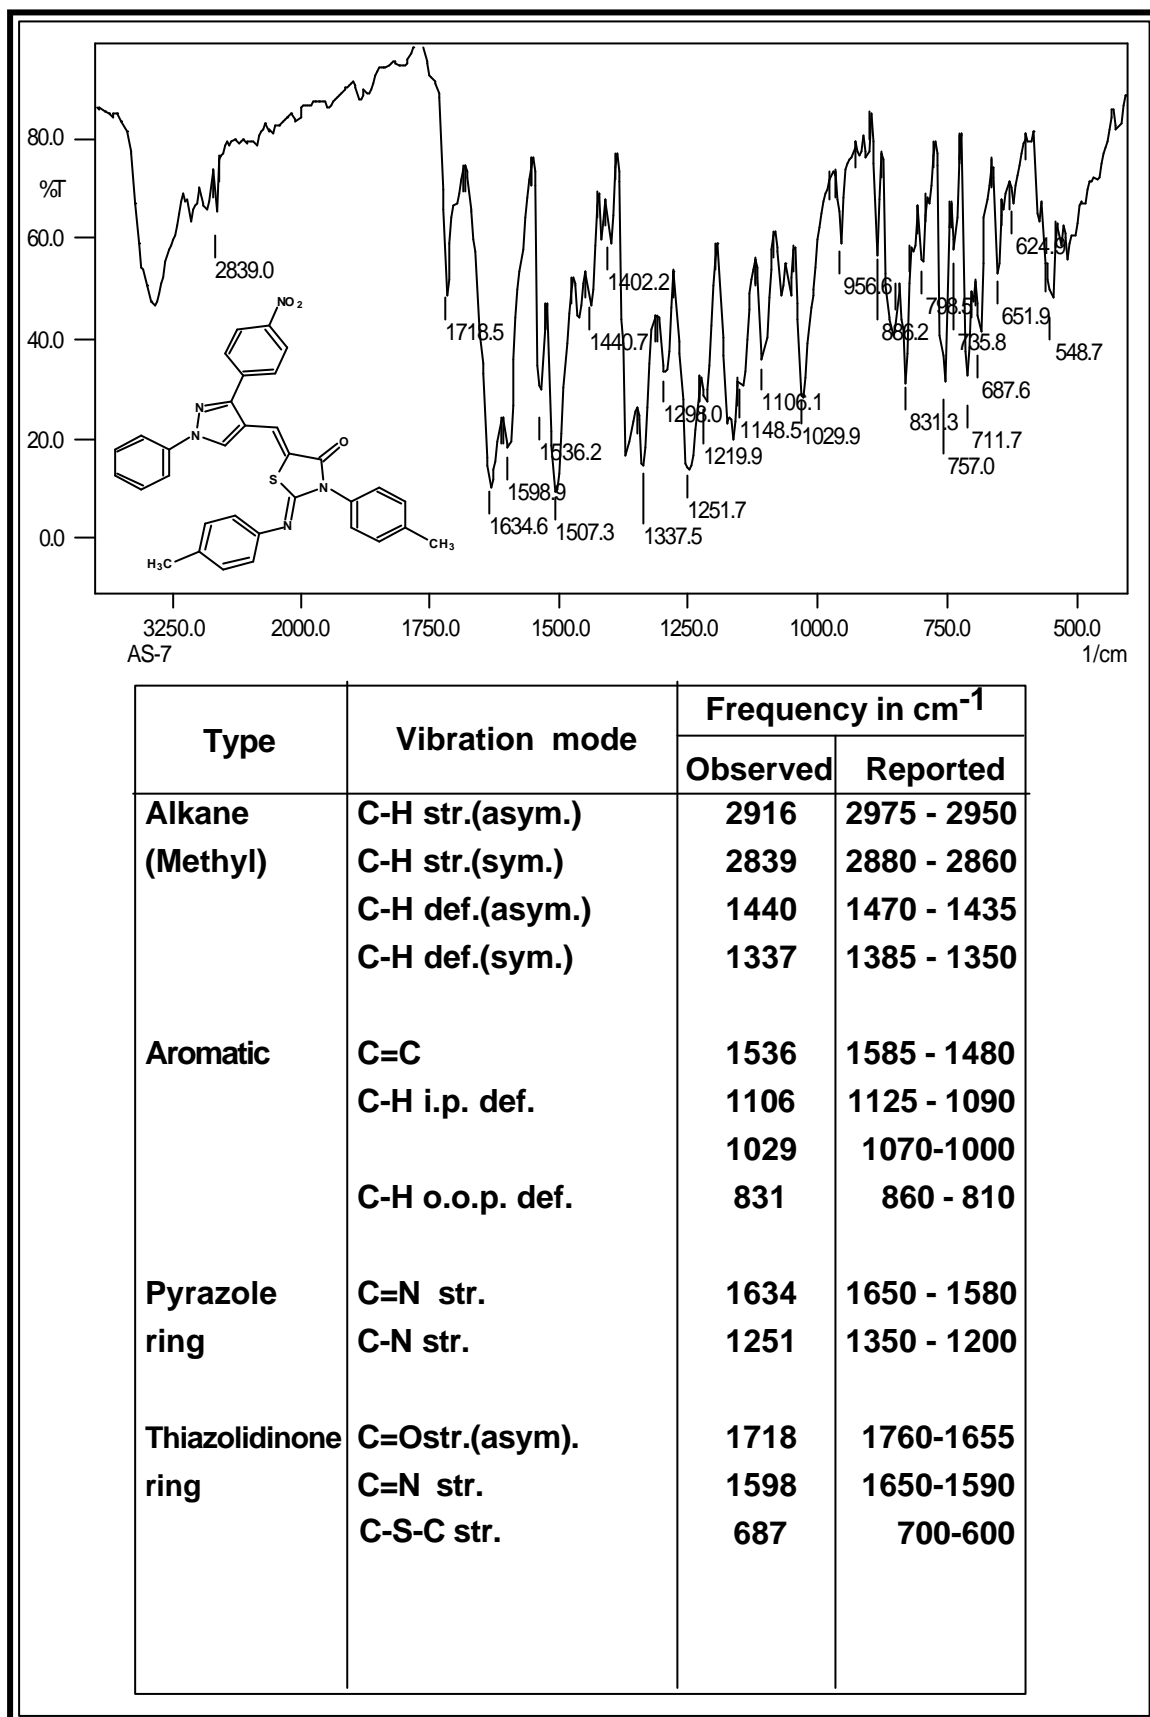 80.0
%T
60.0
40.0
20.0
0.0
2839.0
1718.5
1634.6
1598.9
1536.2
1507.3
1440.7
1402.2
1337.5
1298.0
1251.7
1219.9
1148.5
1106.1
1029.9
956.6
886.2
831.3
798.5
757.0
735.8
711.7
687.6
651.9
624.9
548.7
NO2
N
N
O
S
N
N
CH3
H3C
3250.0 2000.0 1750.0 1500.0 1250.0 1000.0 750.0 500.0
AS-7 1/cm
Type Vibration mode Frequency in cm-1
Observed Reported
Alkane C-H str.(asym.) 2916 2975 - 2950
(Methyl) C-H str.(sym.) 2839 2880 - 2860
C-H def.(asym.) 1440 1470 - 1435
C-H def.(sym.) 1337 1385 - 1350
Aromatic C=C 1536 1585 - 1480
C-H i.p. def. 1106 1125 - 1090
1029 1070-1000
C-H o.o.p. def. 831 860 - 810
Pyrazole C=N str. 1634 1650 - 1580
ring C-N str. 1251 1350 - 1200
Thiazolidinone C=Ostr.(asym). 1718 1760-1655
ring C=N str. 1598 1650-1590
C-S-C str. 687 700-600